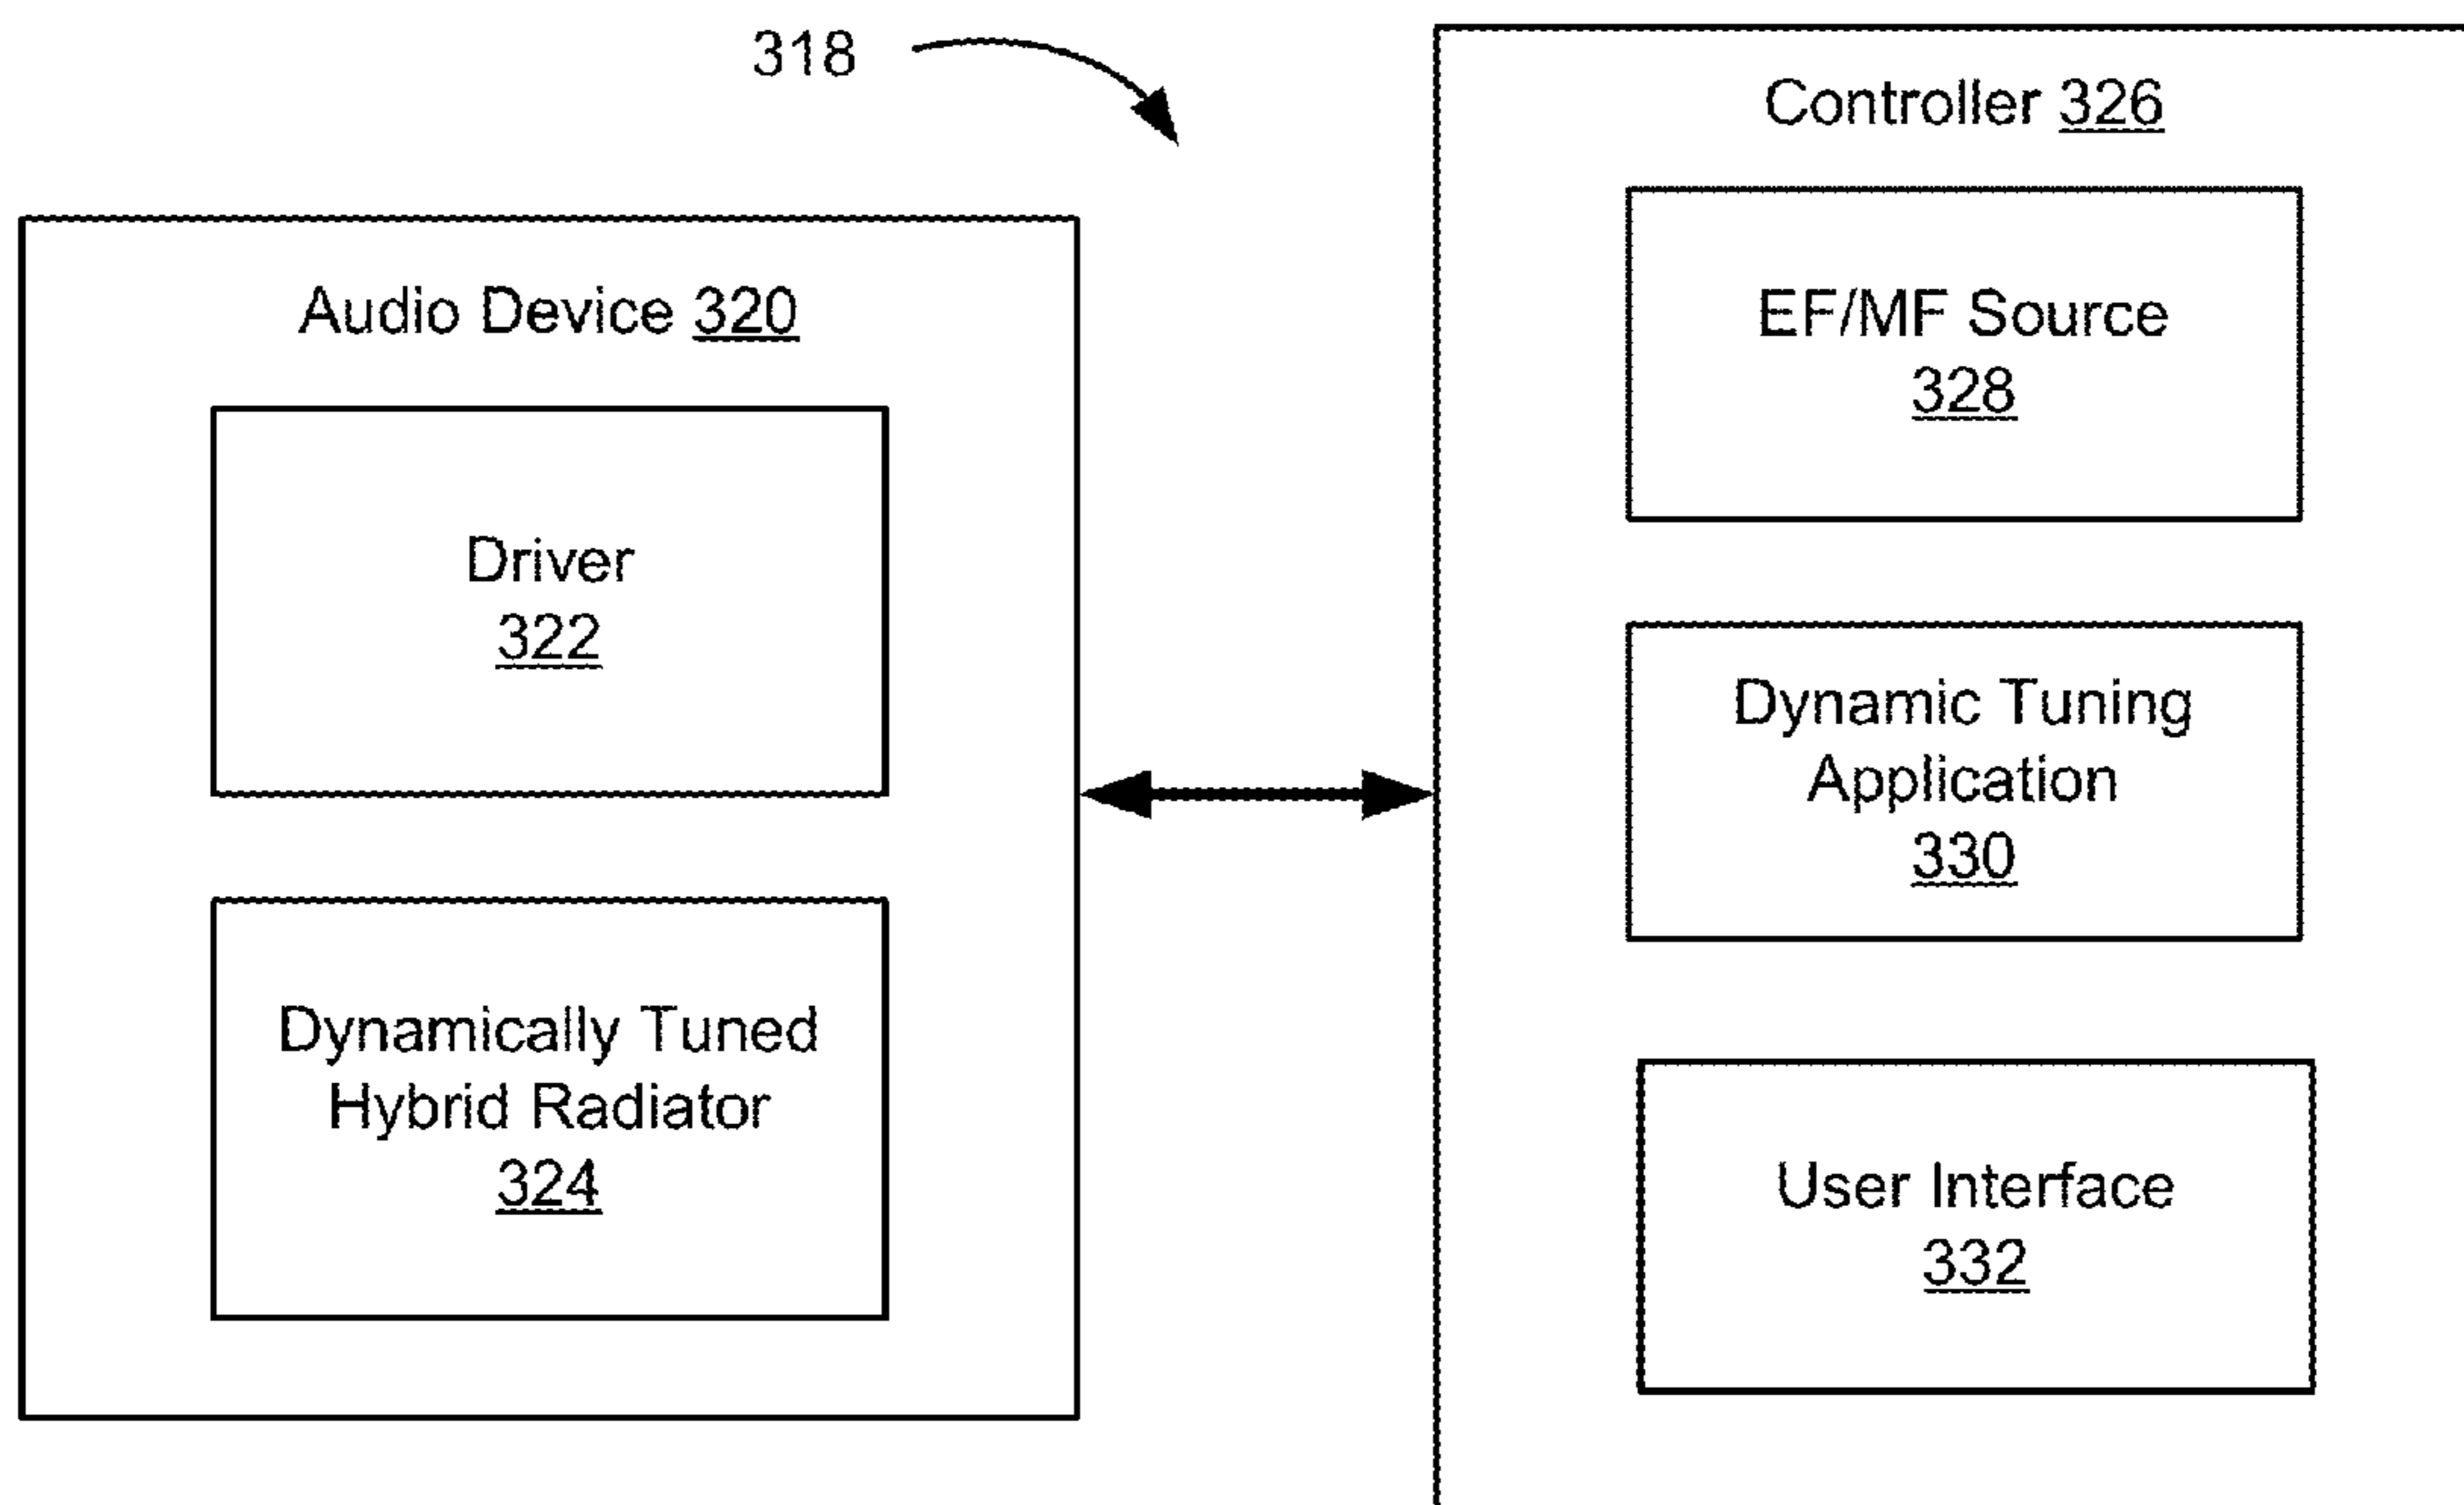 318
Audio Device 320
Driver
322
Dynamically Tuned
Hybrid Radiator
324
Controller 326
EF/MF Source
328
Dynamic Tuning
Application
330
User Interface
332